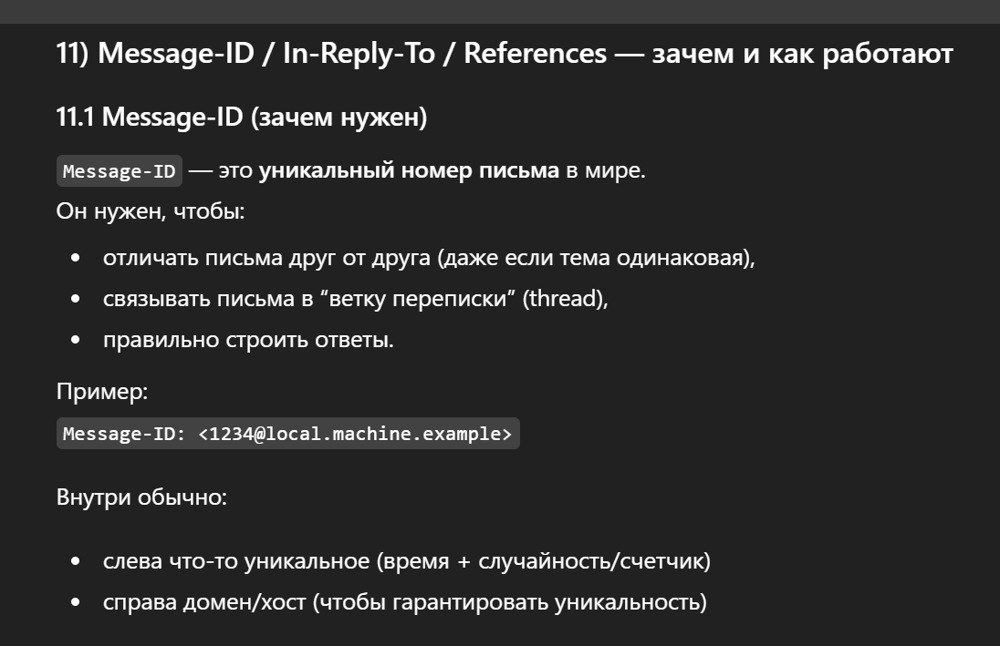 11) Message-ID / In-Reply-To / References — зачем и как работают
11.1 Message-ID (зачем нужен)
Message-ID — это уникальный номер письма в мире.
Он нужен, чтобы:
• отличать письма друг от друга (даже если тема одинаковая),
• связывать письма в “ветку переписки” (thread),
• правильно строить ответы.
Пример:
Message-ID: <1234@local.machine.example>
Внутри обычно:
• слева что-то уникальное (время + случайность/счетчик)
• справа домен/хост (чтобы гарантировать уникальность)